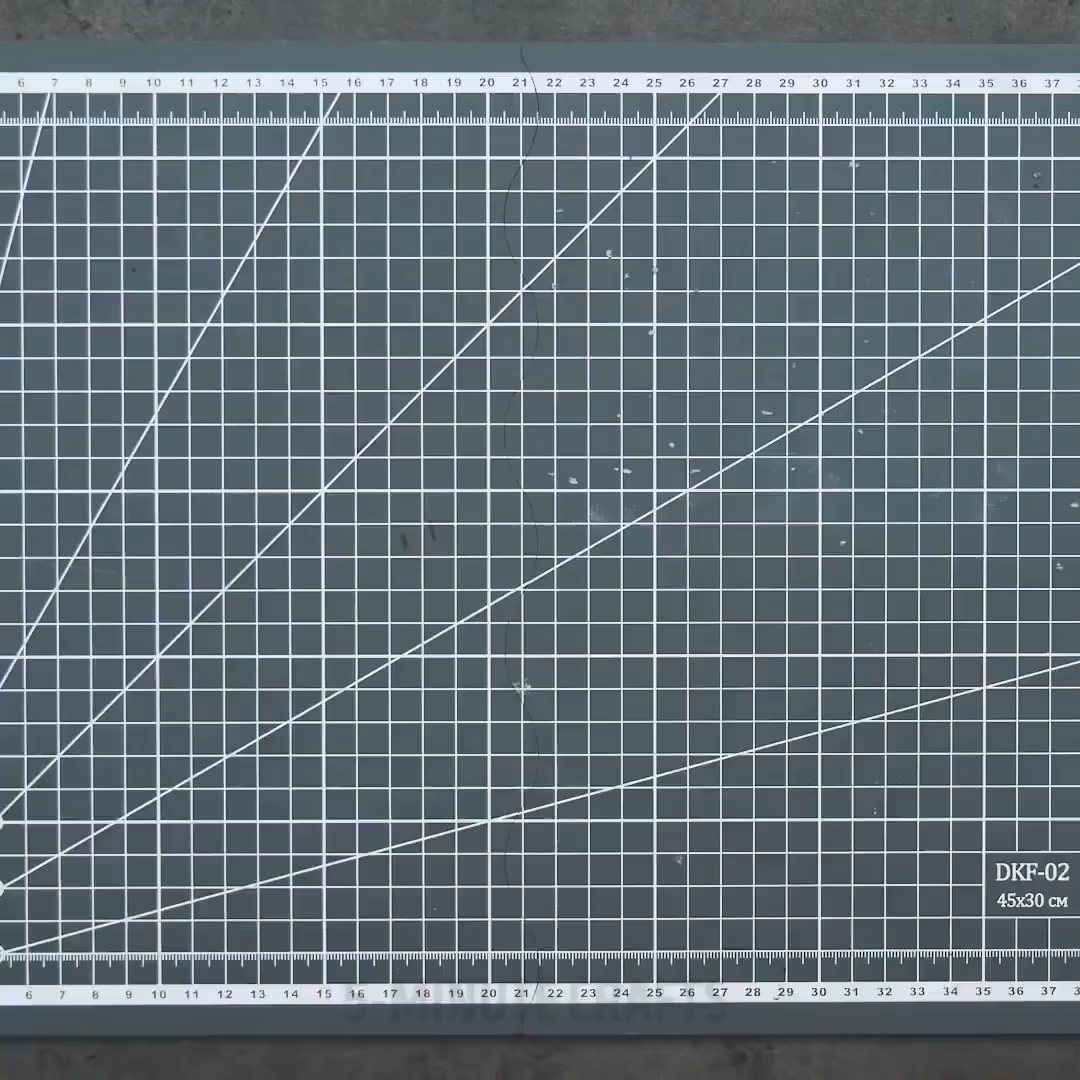 6 7 8 9 10 11 12 13 14 15 16 17 18 19 20 21 22 23 24 25 26 27 28 29 30 31 32 33 34 35 36 37
DKF-02
45x30 см
6 7 8 9 10 11 12 13 14 15 16 17 18 19 20 21 22 23 24 25 26 27 28 29 30 31 32 33 34 35 36 37
5-MINUTE CRAFTS